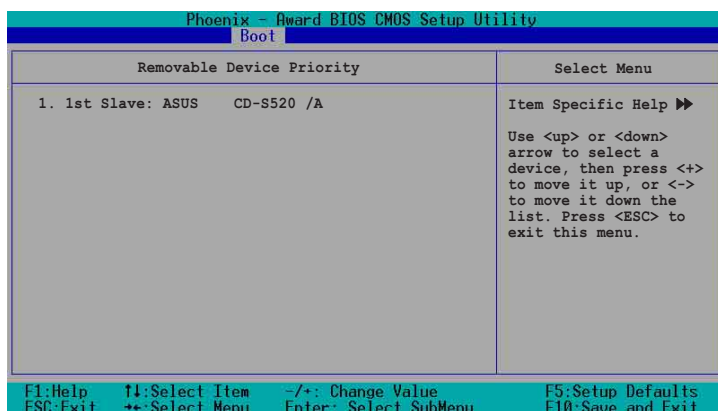 Phoenix - Award BIOS CMOS Setup Utility
Boot
Removable Device Priority
Select Menu
1. 1st Slave: ASUS CD-S520 /A
Item Specific Help ▶▶
Use <up> or <down>
arrow to select a
device, then press <+>
to move it up, or <->
to move it down the
list. Press <ESC> to
exit this menu.
F1:Help ↑↓:Select Item -/+: Change Value F5:Setup Defaults
ESC:Exit →←:Select Menu Enter: Select SubMenu F10:Save and Exit